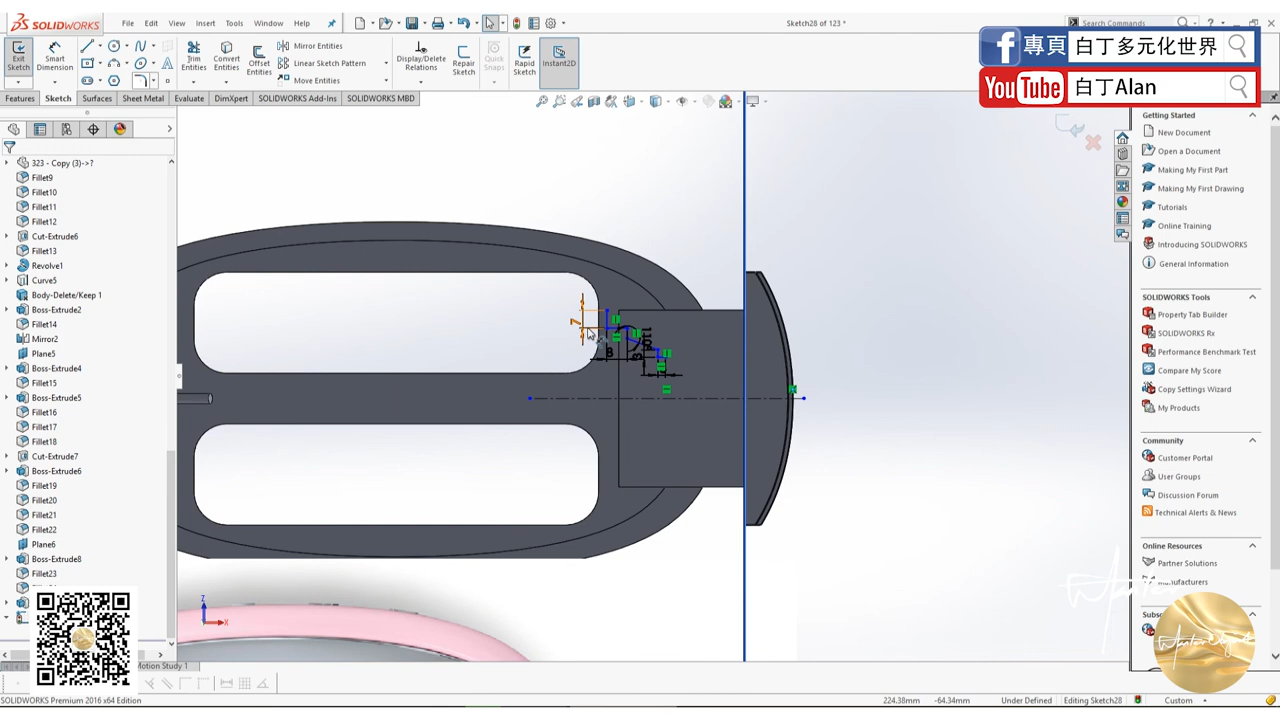 SOLIDWORKS
File Edit View Insert Tools Window Help
Sketch28 of 123 *
Search Commands
專頁 白丁多元化世界
YouTube 白丁Alan
Exit Sketch
Smart Dimension
Trim Entities
Convert Entities
Offset Entities
Mirror Entities
Linear Sketch Pattern
Move Entities
Display/Delete Relations
Repair Sketch
Quick Snaps
Rapid Sketch
Instant2D
Features Sketch Surfaces Sheet Metal Evaluate DimXpert SOLIDWORKS Add-Ins SOLIDWORKS MBD
323 - Copy (3)->?
Fillet9
Fillet10
Fillet11
Fillet12
Cut-Extrude6
Fillet13
Revolve1
Curve5
Body-Delete/Keep 1
Boss-Extrude2
Fillet14
Mirror2
Plane5
Boss-Extrude4
Fillet15
Boss-Extrude5
Fillet16
Fillet17
Fillet18
Cut-Extrude7
Boss-Extrude6
Fillet19
Fillet20
Fillet21
Fillet22
Plane6
Boss-Extrude8
Fillet23
7
8
Z
X
Motion Study 1
Getting Started
New Document
Open a Document
Making My First Part
Making My First Drawing
Tutorials
Online Training
Introducing SOLIDWORKS
General Information
SOLIDWORKS Tools
Property Tab Builder
SOLIDWORKS Rx
Performance Benchmark Test
Compare My Score
Copy Settings Wizard
My Products
Community
Customer Portal
User Groups
Discussion Forum
Technical Alerts & News
Online Resources
Partner Solutions
SOLIDWORKS Premium 2016 x64 Edition
224.38mm -64.34mm Under Defined Editing Sketch28 Custom